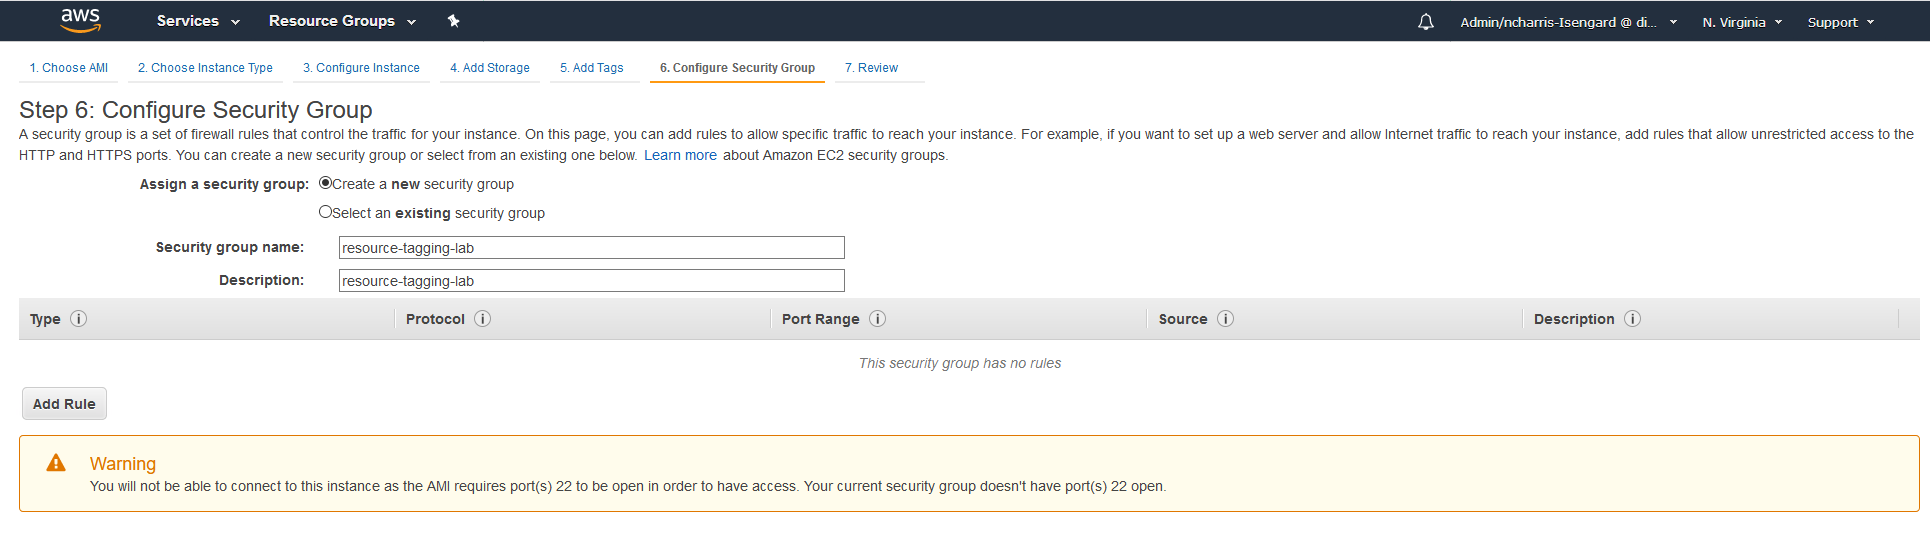 aws Services Resource Groups Admin/ncharris-Isengard @ di... N. Virginia Support
1. Choose AMI 2. Choose Instance Type 3. Configure Instance 4. Add Storage 5. Add Tags 6. Configure Security Group 7. Review
Step 6: Configure Security Group
A security group is a set of firewall rules that control the traffic for your instance. On this page, you can add rules to allow specific traffic to reach your instance. For example, if you want to set up a web server and allow Internet traffic to reach your instance, add rules that allow unrestricted access to the
HTTP and HTTPS ports. You can create a new security group or select from an existing one below. Learn more about Amazon EC2 security groups.
Assign a security group: Create a new security group
Select an existing security group
Security group name: resource-tagging-lab
Description: resource-tagging-lab
Type i Protocol i Port Range i Source i Description i
This security group has no rules
Add Rule
Warning
You will not be able to connect to this instance as the AMI requires port(s) 22 to be open in order to have access. Your current security group doesn't have port(s) 22 open.